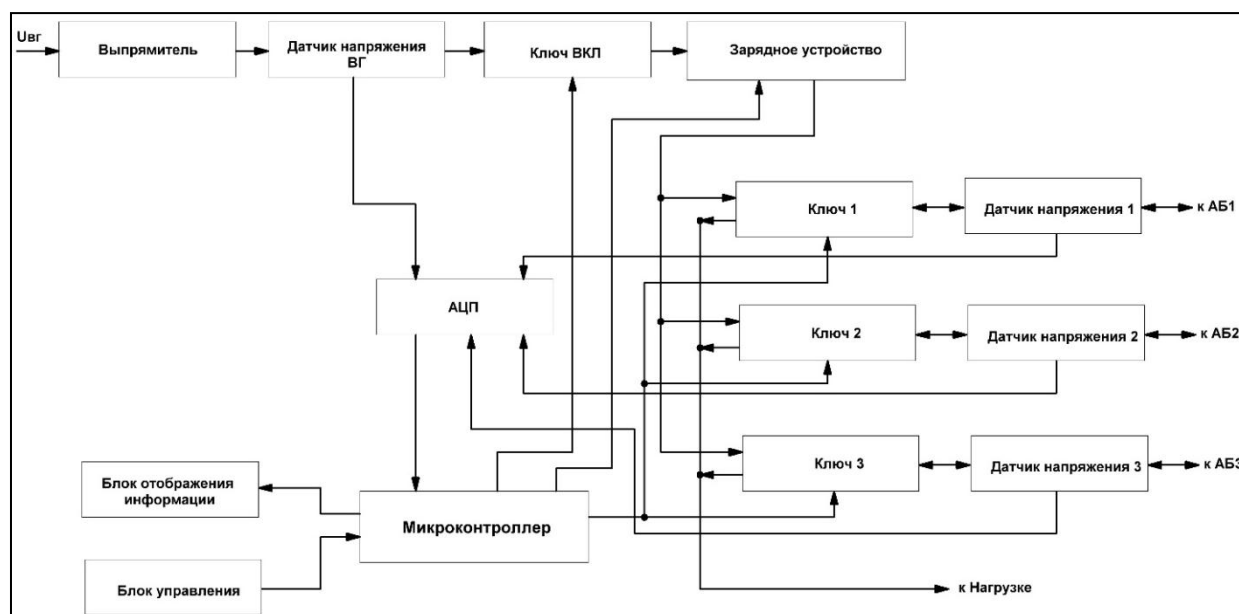 Uвг
Выпрямитель
Датчик напряжения
ВГ
Ключ ВКЛ
Зарядное устройство
Ключ 1
Датчик напряжения 1
к АБ1
АЦП
Ключ 2
Датчик напряжения 2
к АБ2
Ключ 3
Датчик напряжения 3
к АБ3
Блок отображения
информации
Микроконтроллер
Блок управления
к Нагрузке